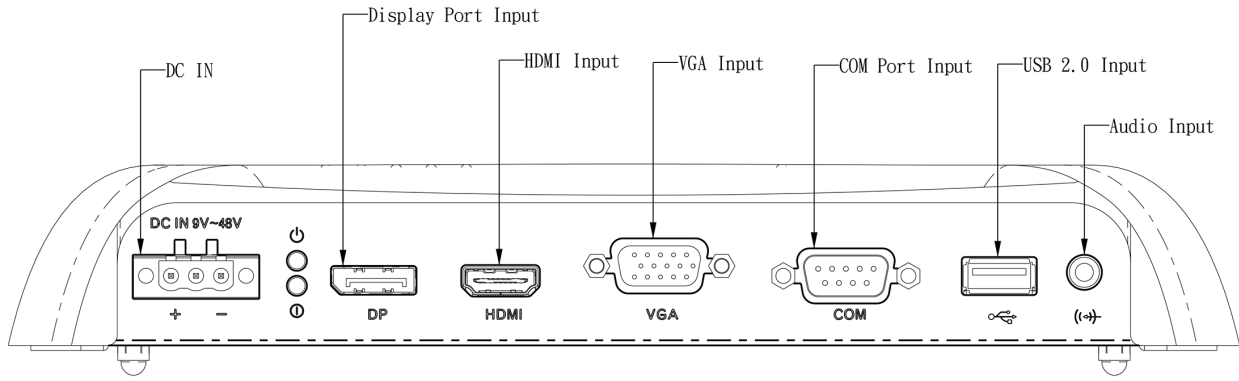 Display Port Input
HDMI Input
VGA Input
COM Port Input
USB 2.0 Input
DC IN
Audio Input
DC IN 9V~48V
+ −
DP
HDMI
VGA
COM